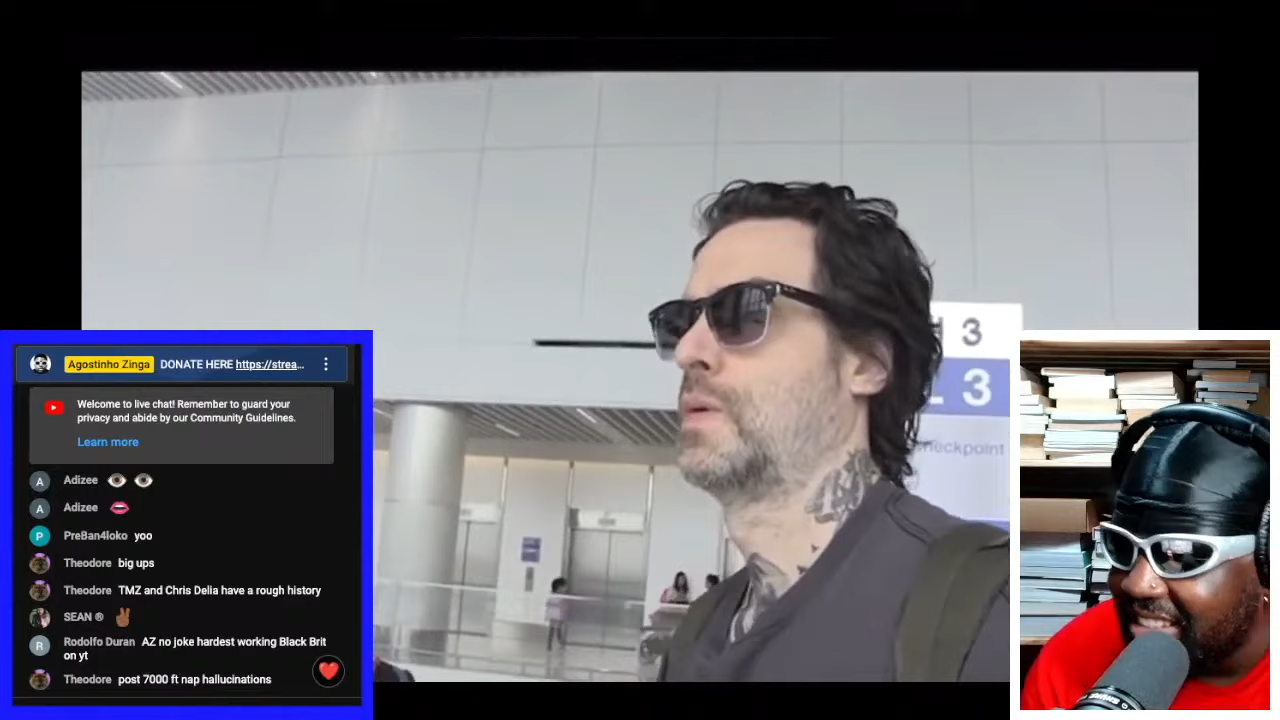 3
L 3
checkpoint
Agostinho Zinga DONATE HERE https://strea...
Welcome to live chat! Remember to guard your
privacy and abide by our Community Guidelines.
Learn more
A Adizee
A Adizee
P PreBan4loko yoo
Theodore big ups
Theodore TMZ and Chris Delia have a rough history
SEAN ®
R Rodolfo Duran AZ no joke hardest working Black Brit
on yt
Theodore post 7000 ft nap hallucinations